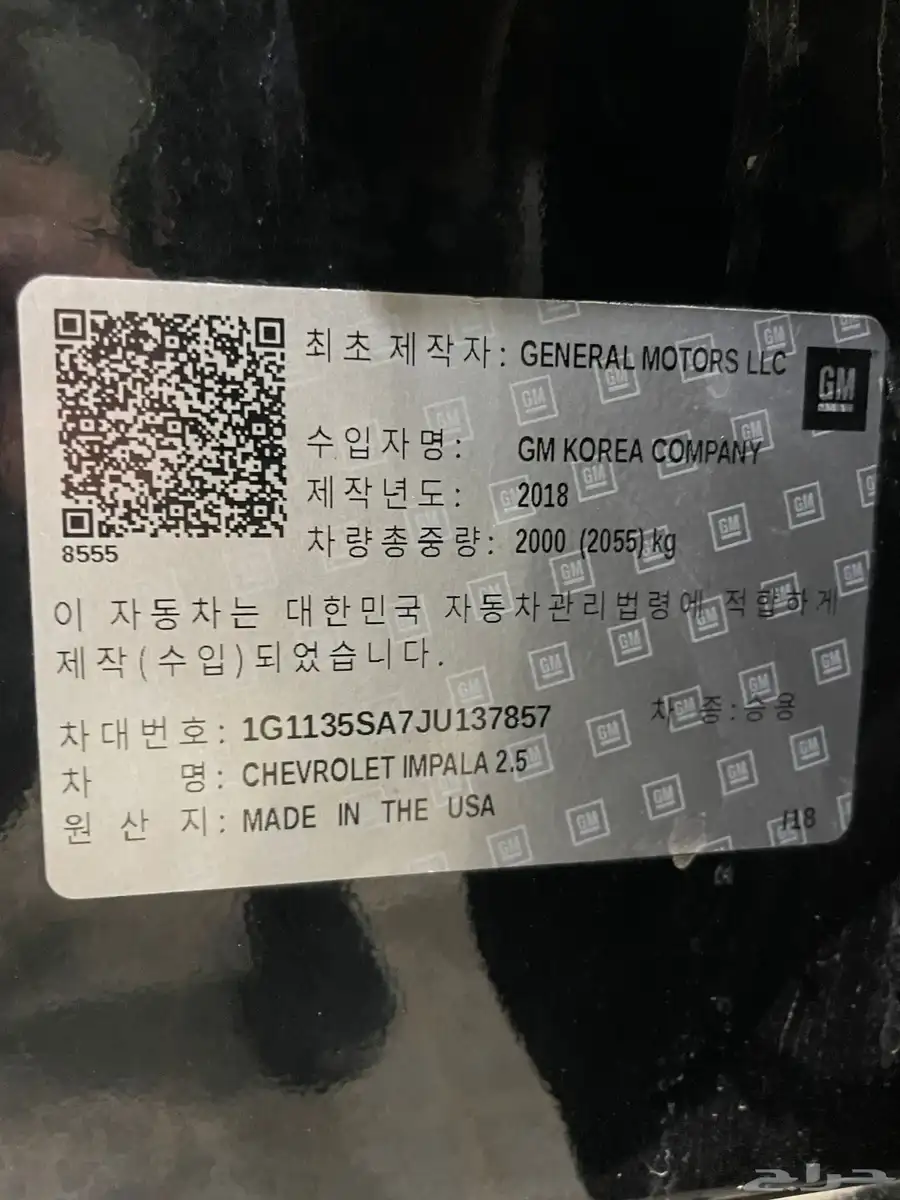 최초 제작자: GENERAL MOTORS LLC
GM
수입자명: GM KOREA COMPANY
제작년도: 2018
차량총중량: 2000 (2055) kg
8555
이 자동차는 대한민국 자동차관리법령에 적합하게
제작(수입)되었습니다.
차대번호: 1G1135SA7JU137857
차종: 승용
차 명: CHEVROLET IMPALA 2.5
원 산 지: MADE IN THE USA
/18
حراج